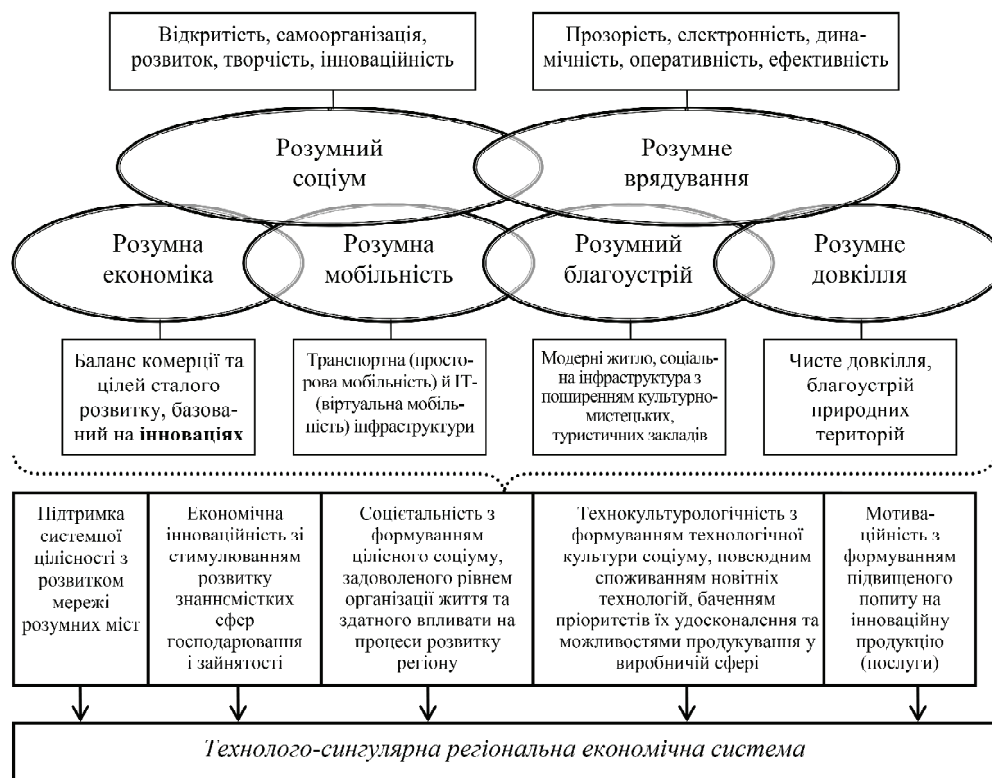 Відкритість, самоорганізація,
розвиток, творчість, інноваційність
Прозорість, електронність, дина-
мічність, оперативність, ефективність
Розумний
соціум
Розумне
врядування
Розумна
економіка
Розумна
мобільність
Розумний
благоустрій
Розумне
довкілля
Баланс комерції та
цілей сталого
розвитку, базова-
ний на інноваціях
Транспортна (просто-
рова мобільність) й ІТ-
(віртуальна мобіль-
ність) інфраструктури
Модерні житло, соціаль-
на інфраструктура з
поширенням культурно-
мистецьких,
туристичних закладів
Чисте довкілля,
благоустрій
природних
територій
Підтримка
системної
цілісності з
розвитком
мережі
розумних міст
Економічна
інноваційність зі
стимулюванням
розвитку
знаннємістких
сфер
господарювання
і зайнятості
Соцієтальність з
формуванням
цілісного соціуму,
задоволеного рівнем
організації життя та
здатного впливати на
процеси розвитку
регіону
Технокультурологічність з
формуванням технологічної
культури соціуму, повсюдним
споживанням новітніх
технологій, баченням
пріоритетів їх удосконалення та
можливостями продукування у
виробничій сфері
Мотива-
ційність з
формуванням
підвищеного
попиту на
інноваційну
продукцію
(послуги)
Технолого-сингулярна регіональна економічна система